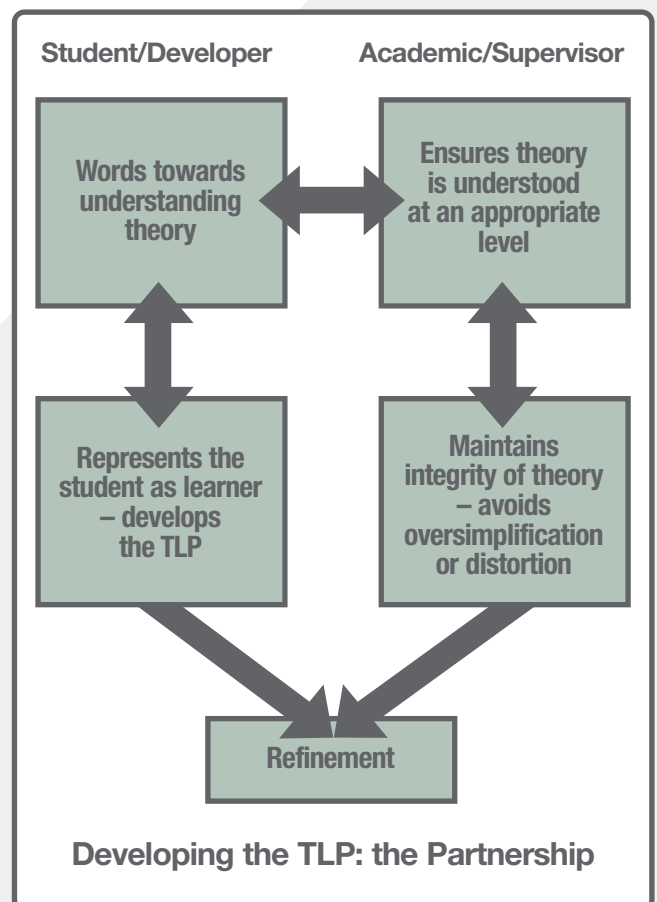 Student/Developer
Academic/Supervisor
Words towards
understanding
theory
Ensures theory
is understood
at an appropriate
level
Represents the
student as learner
– develops
the TLP
Maintains
integrity of theory
– avoids
oversimplification
or distortion
Refinement
Developing the TLP: the Partnership